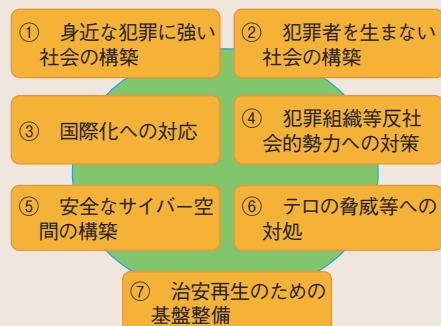 ① 身近な犯罪に強い
社会の構築
② 犯罪者を生まない
社会の構築
③ 国際化への対応
④ 犯罪組織等反社
会的勢力への対策
⑤ 安全なサイバー空
間の構築
⑥ テロの脅威等への
対処
⑦ 治安再生のための
基盤整備